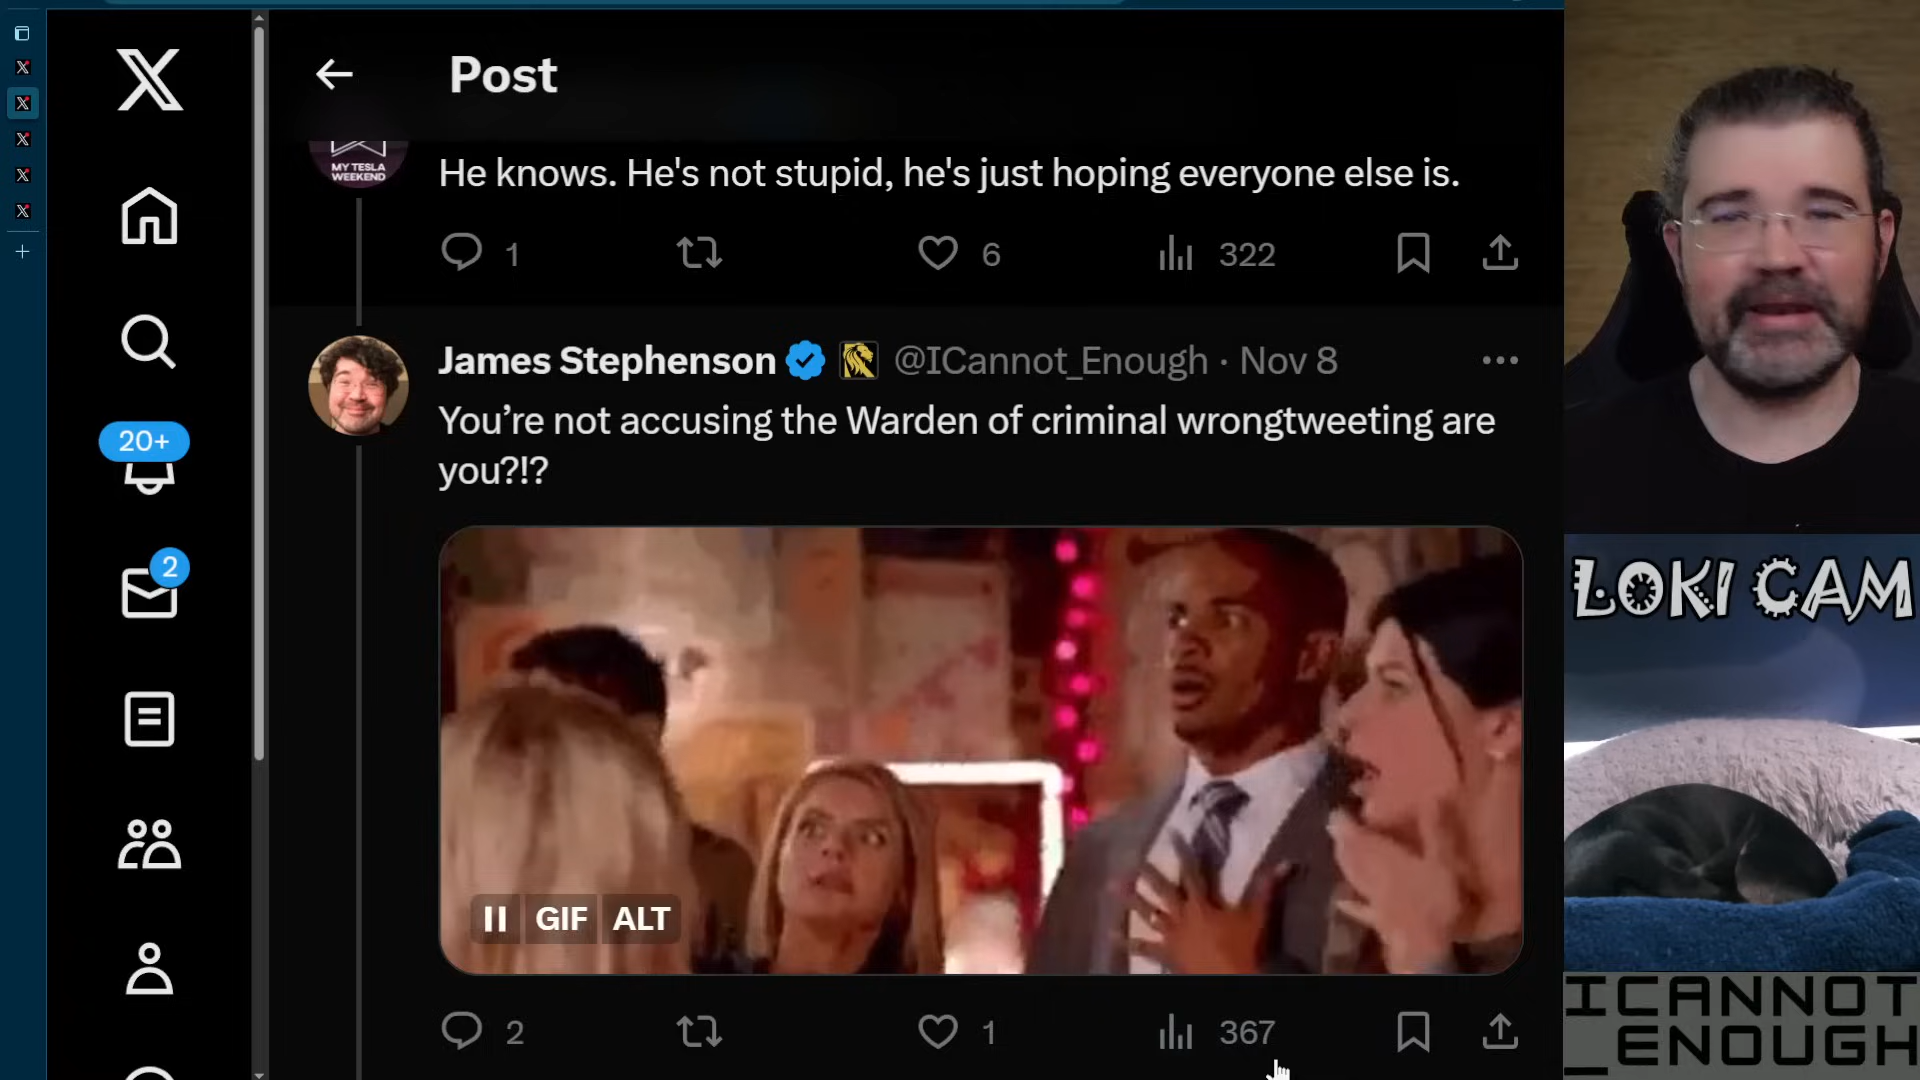 Post
MY TESLA
WEEKEND
He knows. He's not stupid, he's just hoping everyone else is.
1 6 322
James Stephenson @ICannot_Enough · Nov 8
You’re not accusing the Warden of criminal wrongtweeting are
you?!?
20+
2
GIF ALT
2 1 367
LOKI CAM
ICANNOT
_ENOUGH